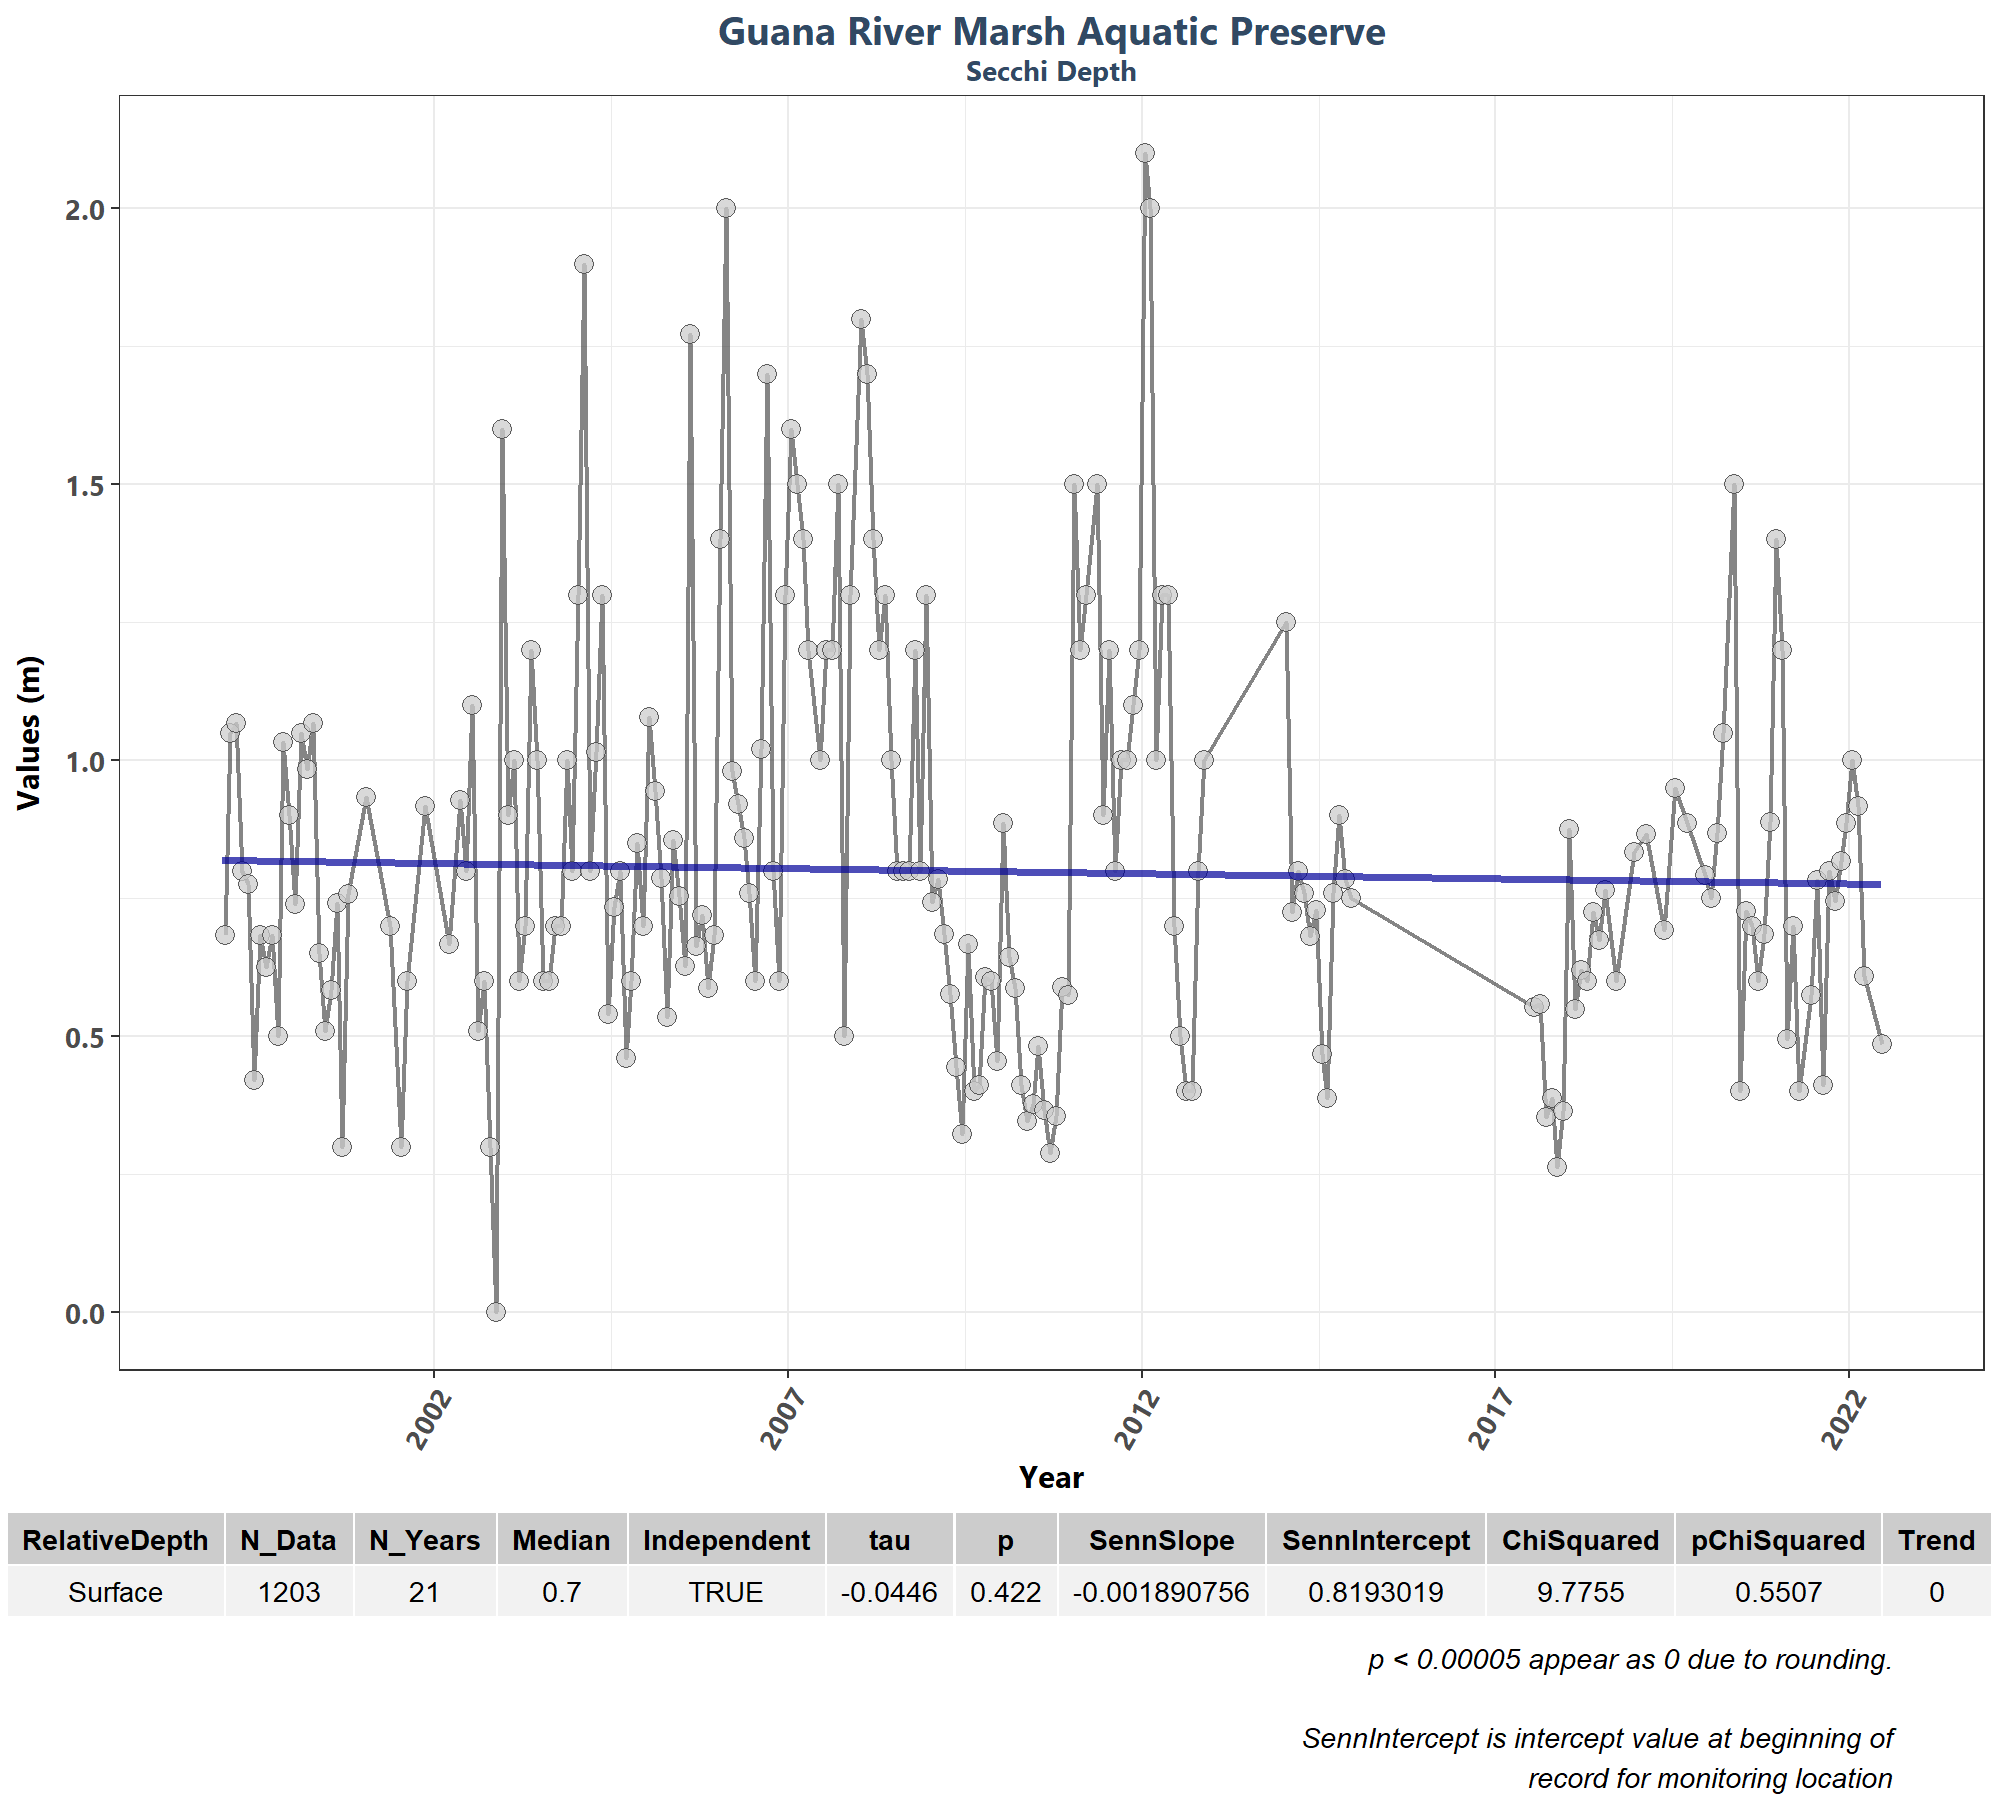 Guana River Marsh Aquatic Preserve
Secchi Depth
Values (m)
2.0
1.5
1.0
0.5
0.0
2002 2007 2012 2017 2022
Year
RelativeDepth N_Data N_Years Median Independent tau p SennSlope SennIntercept ChiSquared pChiSquared Trend
Surface 1203 21 0.7 TRUE -0.0446 0.422 -0.001890756 0.8193019 9.7755 0.5507 0
p < 0.00005 appear as 0 due to rounding.
SennIntercept is intercept value at beginning of
record for monitoring location